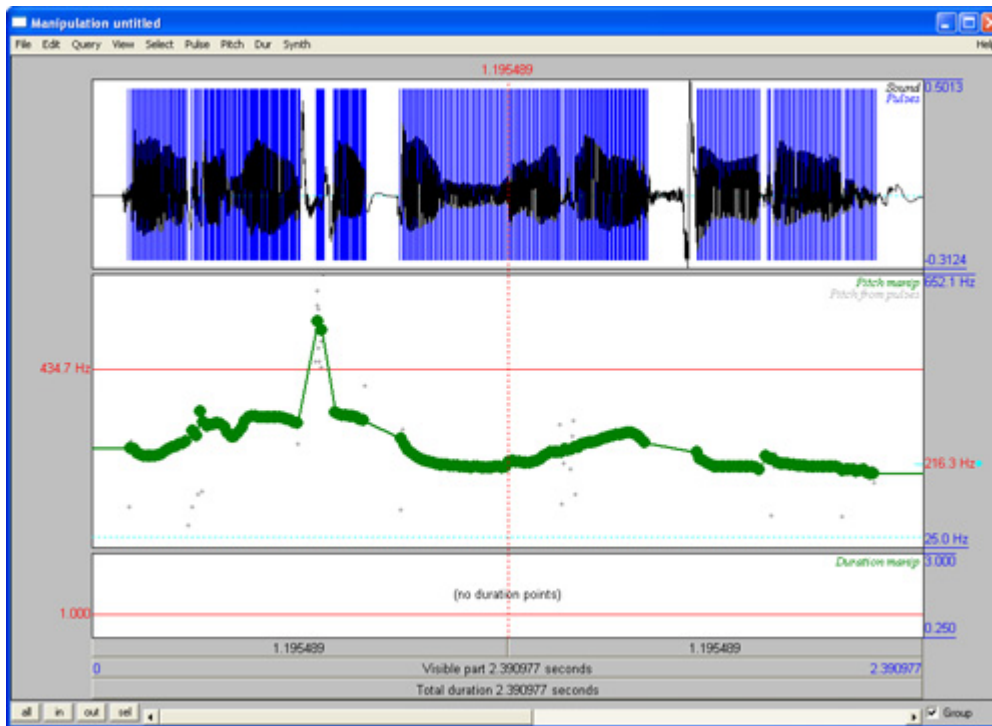 Manipulation untitled
File Edit Query View Select Pulse Pitch Dur Synth Help
1.195489
Sound 0.5013
Pulses
-0.3124
Pitch manip 652.1 Hz
Pitch from pulses
434.7 Hz
216.3 Hz
25.0 Hz
Duration manip 3.000
(no duration points)
1.000
0.250
1.195489 1.195489
0 Visible part 2.390977 seconds 2.390977
Total duration 2.390977 seconds
all in out sel Group